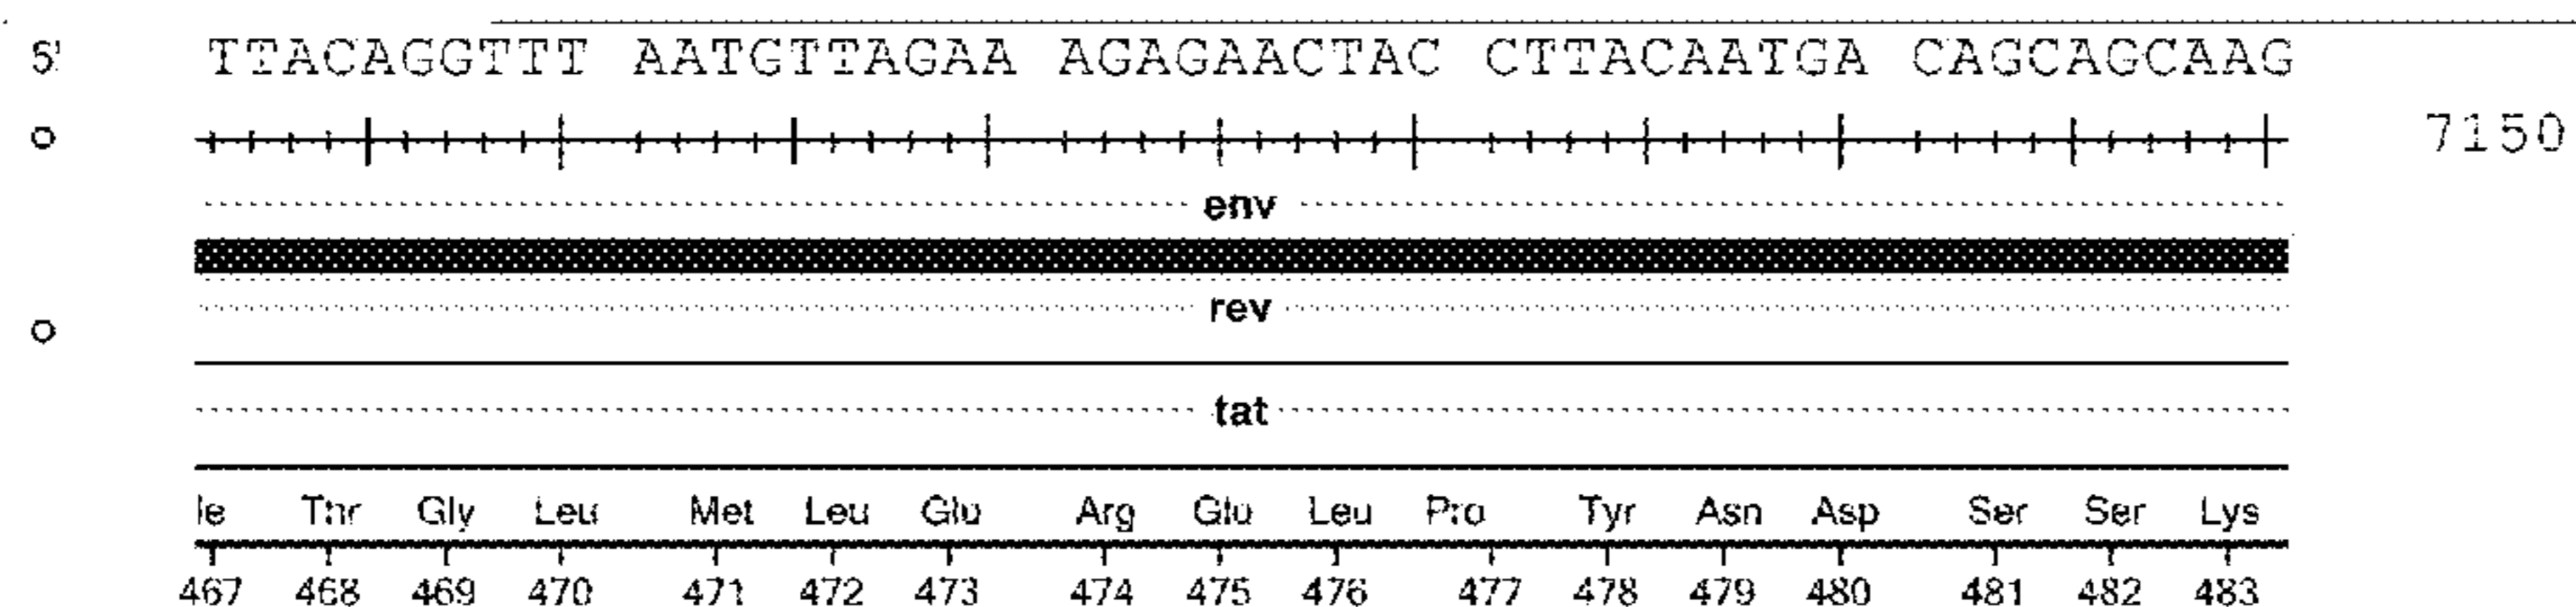 5' TTACAGGTTT AATGTTAGAA AGAGAACTAC CTTACAATGA CAGCAGCAAG
7150
env
rev
tat
le Thr Gly Leu Met Leu Glu Arg Glu Leu Pro Tyr Asn Asp Ser Ser Lys
467 468 469 470 471 472 473 474 475 476 477 478 479 480 481 482 483